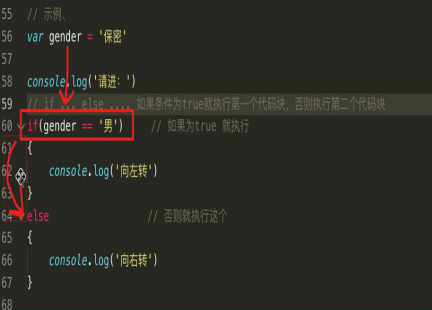 55 // 示例、
56 var gender = '保密'
57
58 console.log('请进: ')
59 // if ... else .... 如果条件为true就执行第一个代码块, 否则执行第二个代码块
60 if(gender == '男') // 如果为true 就执行
61 {
62 console.log('向左转')
63 }
64 else // 否则就执行这个
65 {
66 console.log('向右转')
67 }
68